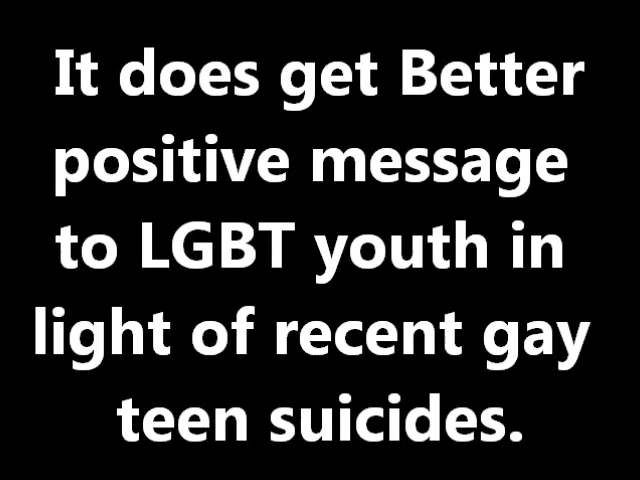 It does get Better
positive message
to LGBT youth in
light of recent gay
teen suicides.